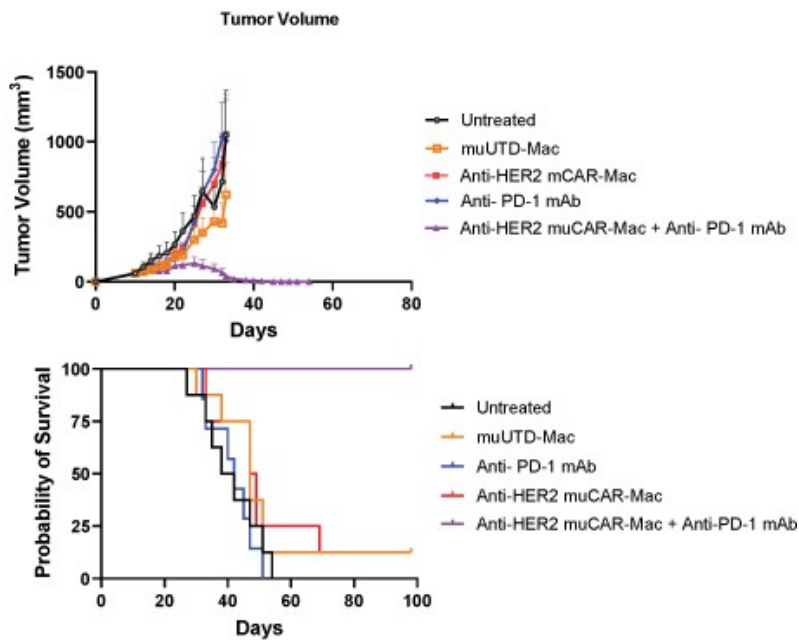 Tumor Volume
Tumor Volume (mm³)
1500
1000
500
0
0
20
40
60
80
Days
Untreated
muUTD-Mac
Anti-HER2 mCAR-Mac
Anti- PD-1 mAb
Anti-HER2 muCAR-Mac + Anti- PD-1 mAb
Probability of Survival
100
75
50
25
0
0
20
40
60
80
100
Days
Untreated
muUTD-Mac
Anti- PD-1 mAb
Anti-HER2 muCAR-Mac
Anti-HER2 muCAR-Mac + Anti-PD-1 mAb